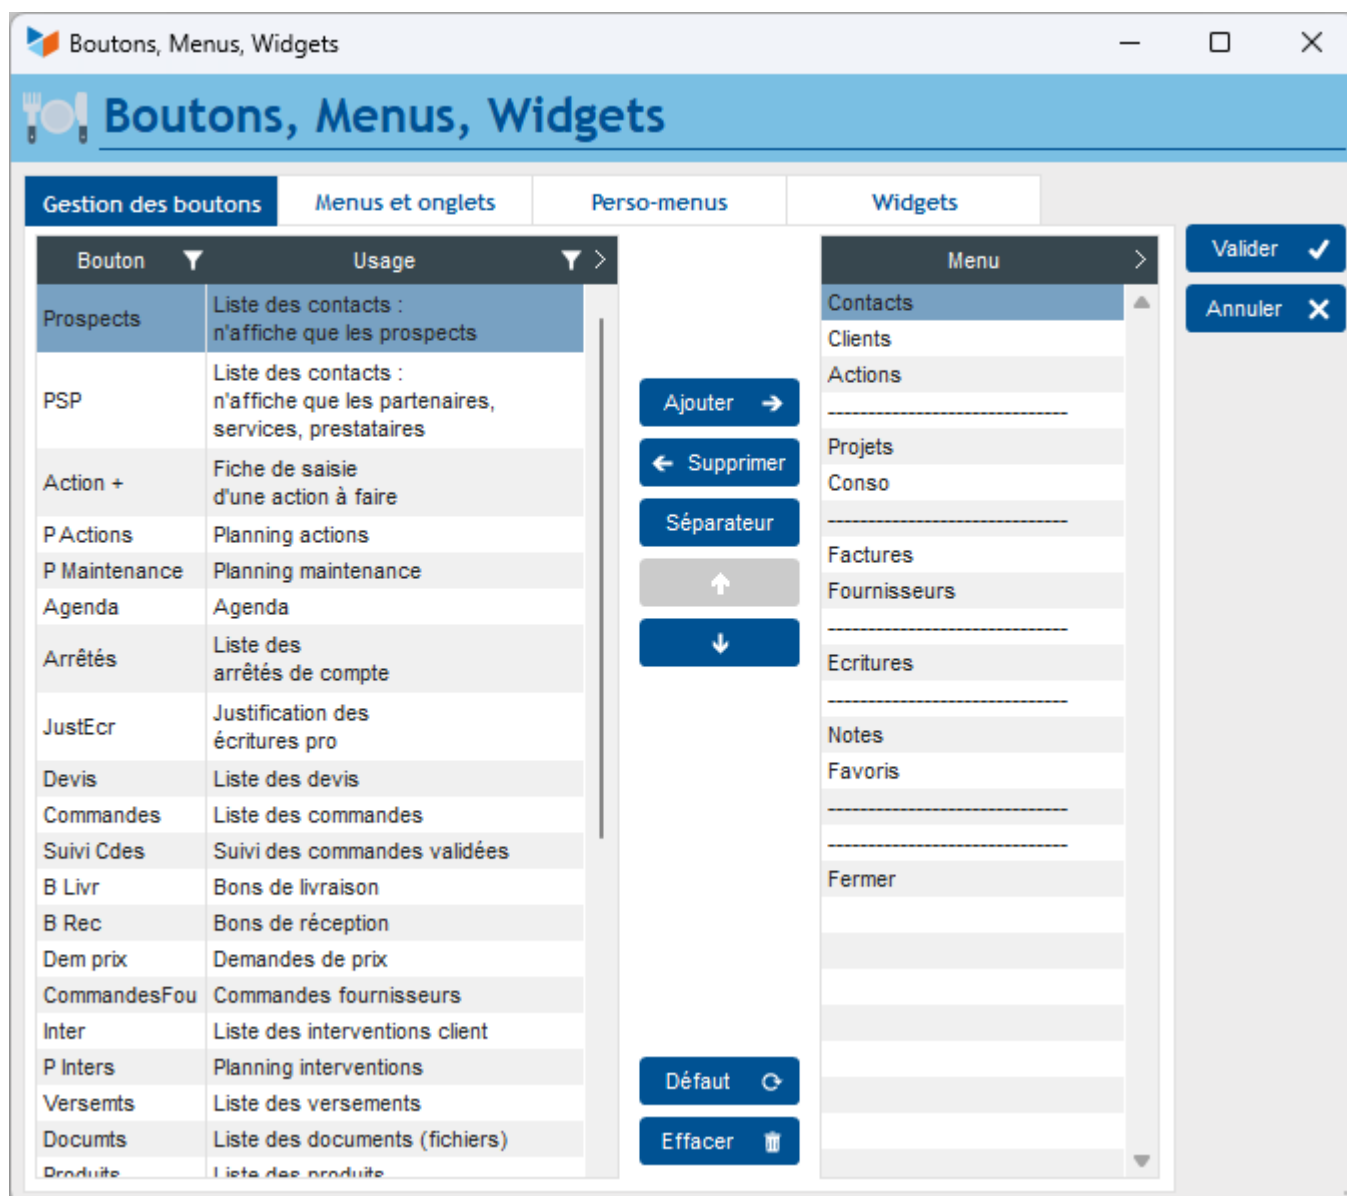 Boutons, Menus, Widgets
Boutons, Menus, Widgets
Gestion des boutons
Menus et onglets
Perso-menus
Widgets
Bouton
Usage
Prospects
Liste des contacts :
n'affiche que les prospects
PSP
Liste des contacts :
n'affiche que les partenaires,
services, prestataires
Action +
Fiche de saisie
d'une action à faire
P Actions
Planning actions
P Maintenance
Planning maintenance
Agenda
Agenda
Arrêtés
Liste des
arrêtés de compte
JustEcr
Justification des
écritures pro
Devis
Liste des devis
Commandes
Liste des commandes
Suivi Cdes
Suivi des commandes validées
B Livr
Bons de livraison
B Rec
Bons de réception
Dem prix
Demandes de prix
CommandesFou
Commandes fournisseurs
Inter
Liste des interventions client
P Inters
Planning interventions
Versemts
Liste des versements
Documts
Liste des documents (fichiers)
Produits
Liste des produits
Ajouter
Supprimer
Séparateur
Défaut
Effacer
Menu
Contacts
Clients
Actions
------------------------------
Projets
Conso
------------------------------
Factures
Fournisseurs
------------------------------
Ecritures
------------------------------
Notes
Favoris
------------------------------
------------------------------
Fermer
Valider
Annuler